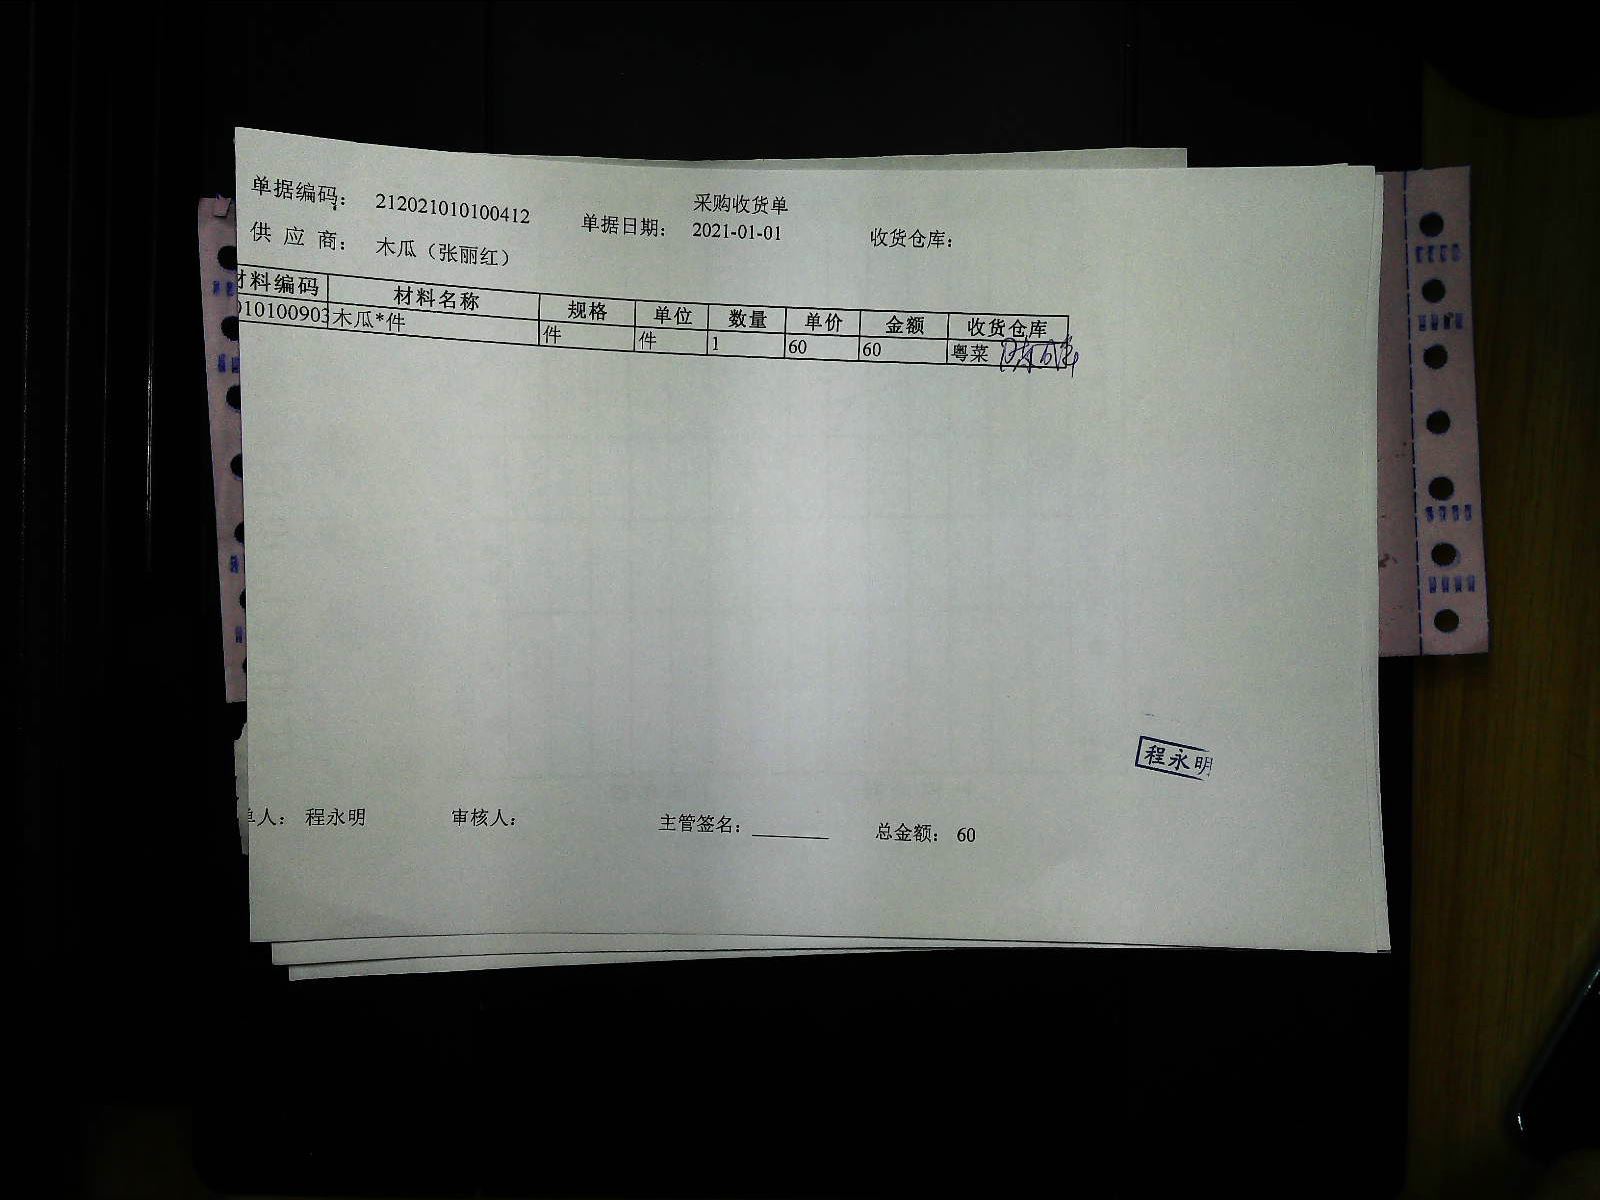 采购收货单
单据编码： 212021010100412 单据日期： 2021-01-01 收货仓库：
供 应 商： 木瓜（张丽红）
材料编码 材料名称 规格 单位 数量 单价 金额 收货仓库
010100903 木瓜*件 件 件 1 60 60 粤菜
程永明
单人： 程永明 审核人： 主管签名：________ 总金额： 60